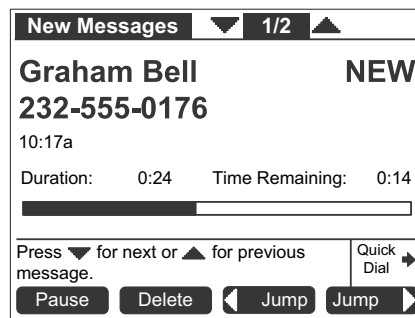 New Messages ▼ 1/2 ▲
Graham Bell NEW
232-555-0176
10:17a
Duration: 0:24 Time Remaining: 0:14
Press ▼ for next or ▲ for previous
message.
Quick
Dial
Pause Delete Jump Jump